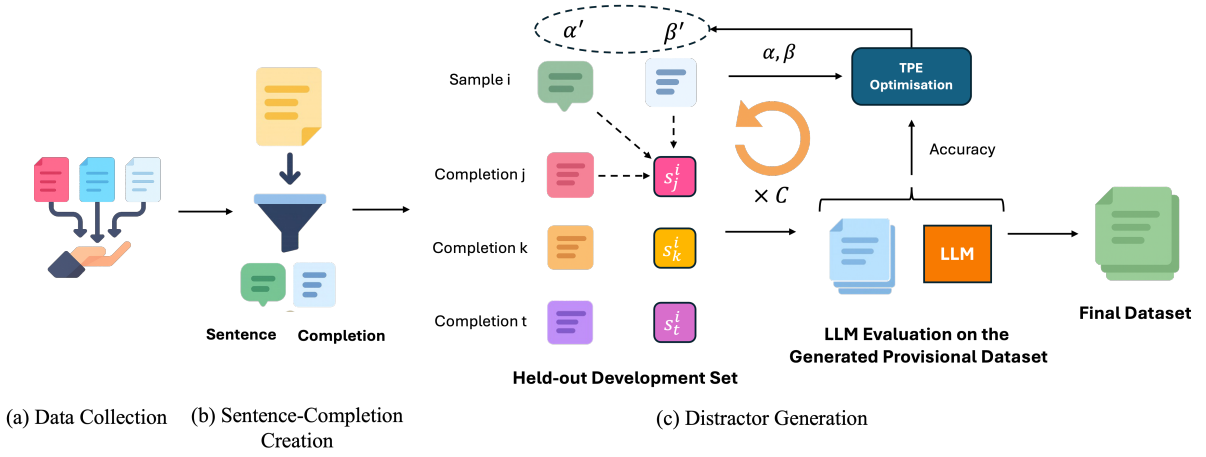 α′ β′
Sample i
α, β
TPE
Optimisation
Accuracy
Completion j
s_j^i
× C
Completion k
s_k^i
LLM
Completion t
s_t^i
Sentence Completion
Final Dataset
LLM Evaluation on the
Generated Provisional Dataset
Held-out Development Set
(a) Data Collection
(b) Sentence-Completion
Creation
(c) Distractor Generation